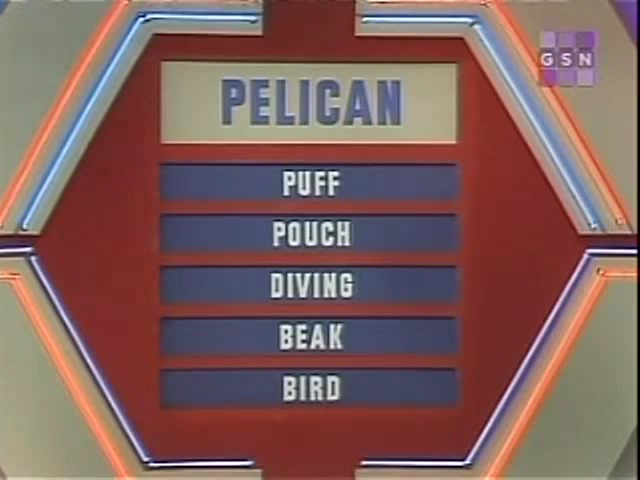 GSN
PELICAN
PUFF
POUCH
DIVING
BEAK
BIRD